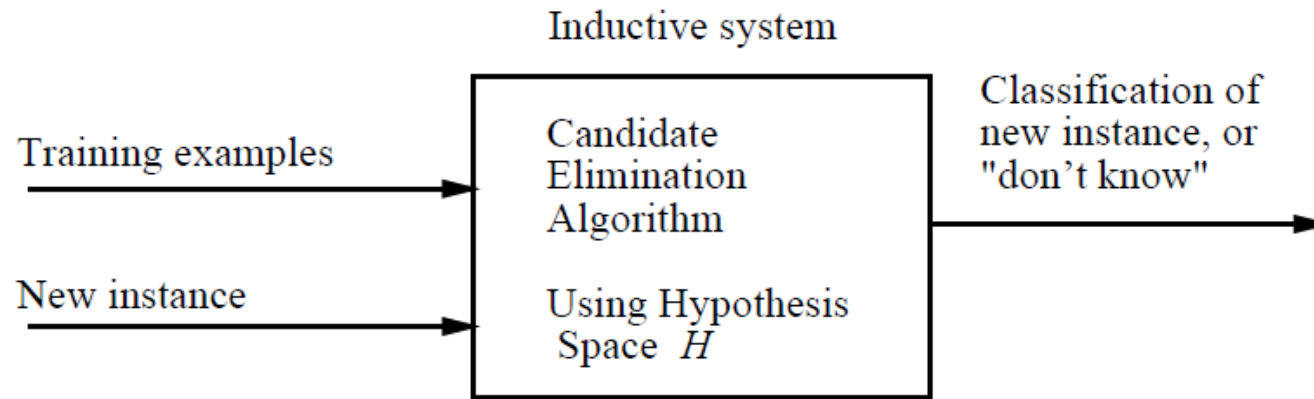 Inductive system
Training examples
New instance
Candidate
Elimination
Algorithm
Using Hypothesis
Space H
Classification of
new instance, or
"don’t know"